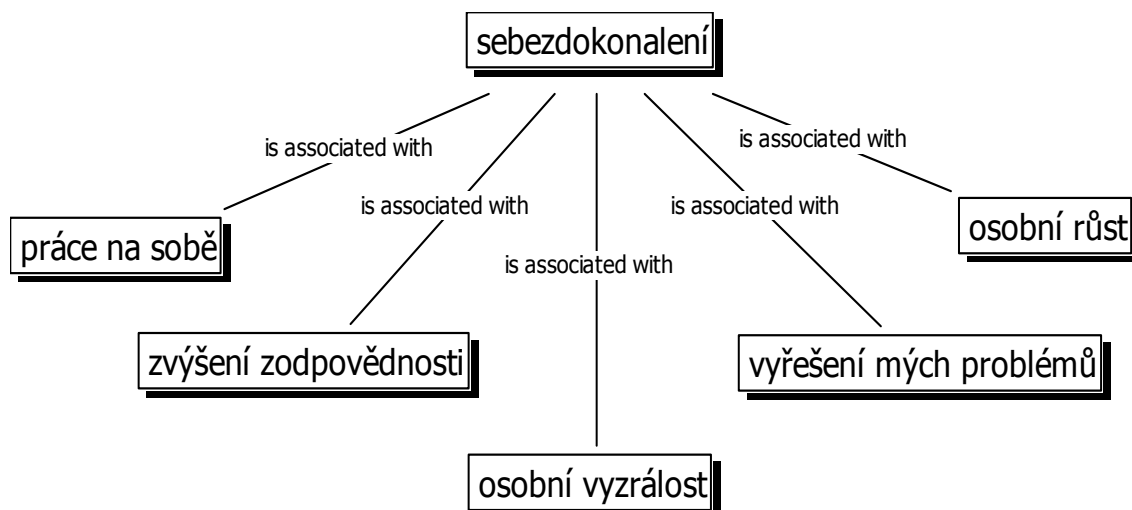 sebezdokonalení
is associated with
is associated with
is associated with
is associated with
is associated with
práce na sobě
osobní růst
zvýšení zodpovědnosti
vyřešení mých problémů
osobní vyzrálost